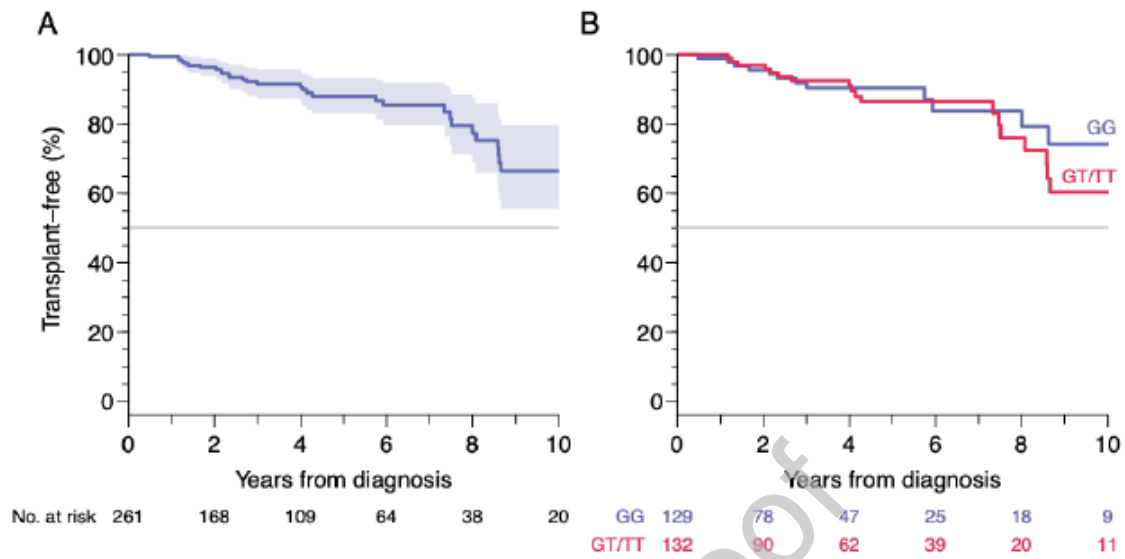 A
B
Transplant-free (%)
100
80
60
40
20
0
0 2 4 6 8 10
Years from diagnosis
No. at risk 261 168 109 64 38 20
100
80
60
40
20
0
GG
GT/TT
0 2 4 6 8 10
Years from diagnosis
GG 129 78 47 25 18 9
GT/TT 132 90 62 39 20 11